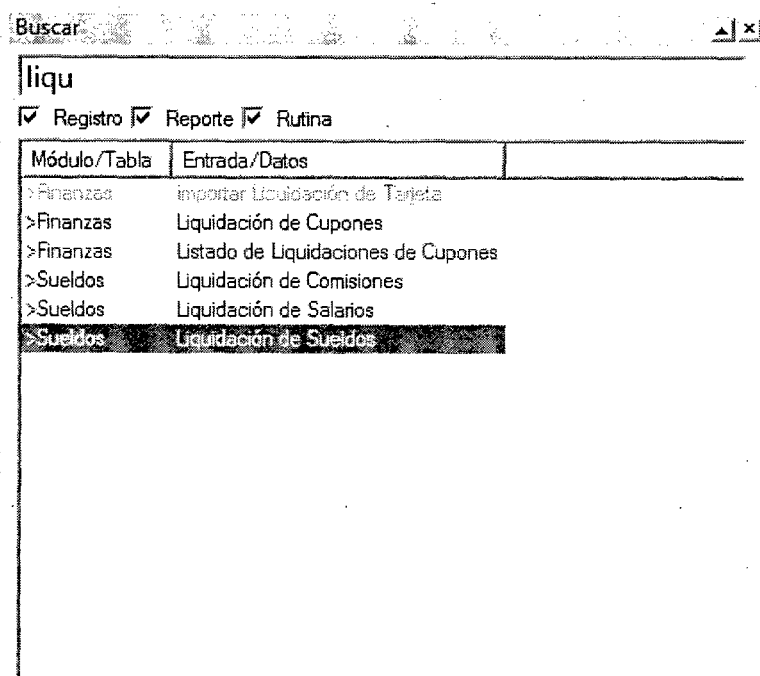 Buscar
liqu
Registro Reporte Rutina
Módulo/Tabla Entrada/Datos
>Finanzas Importar Liquidación de Tarjeta
>Finanzas Liquidación de Cupones
>Finanzas Listado de Liquidaciones de Cupones
>Sueldos Liquidación de Comisiones
>Sueldos Liquidación de Salarios
>Sueldos Liquidación de Sueldos